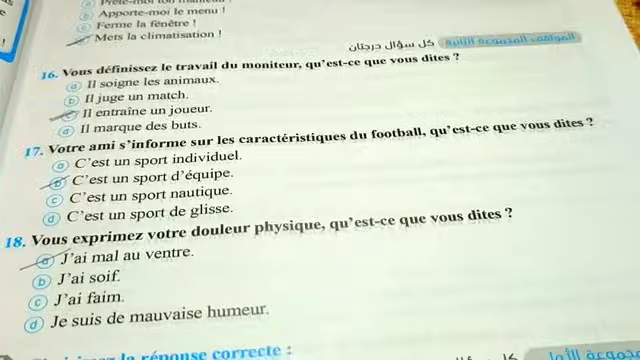 ⓑ Apporte-moi le menu !
ⓒ Ferme la fenêtre !
Mets la climatisation !
المواقف المجموعة الثانية كل سؤال درجتان
16. Vous définissez le travail du moniteur, qu'est-ce que vous dites ?
ⓐ Il soigne les animaux.
ⓑ Il juge un match.
ⓒ Il entraîne un joueur.
ⓓ Il marque des buts.
17. Votre ami s'informe sur les caractéristiques du football, qu'est-ce que vous dites ?
ⓐ C'est un sport individuel.
ⓑ C'est un sport d'équipe.
ⓒ C'est un sport nautique.
ⓓ C'est un sport de glisse.
18. Vous exprimez votre douleur physique, qu'est-ce que vous dites ?
ⓐ J'ai mal au ventre.
ⓑ J'ai soif.
ⓒ J'ai faim.
ⓓ Je suis de mauvaise humeur.
la réponse correcte :